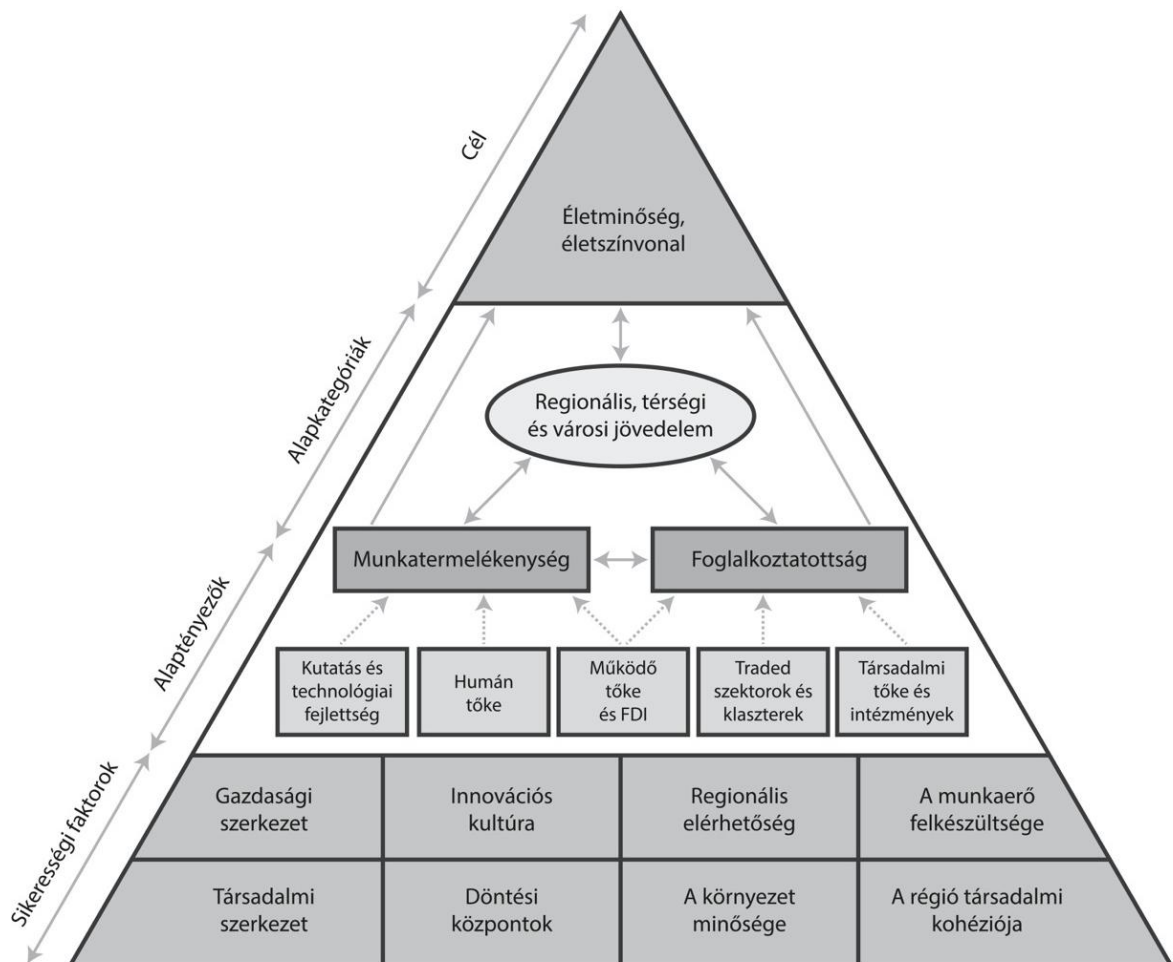 Cél
Életminőség,
életszínvonal
Alapkategóriák
Regionális, térségi
és városi jövedelem
Munkatermelékenység
Foglalkoztatottság
Alaptényezők
Kutatás és
technológiai
fejlettség
Humán
tőke
Működő
tőke
és FDI
Traded
szektorok és
klaszterek
Társadalmi
tőke és
intézmények
Sikerességi faktorok
Gazdasági
szerkezet
Innovációs
kultúra
Regionális
elérhetőség
A munkaerő
felkészültsége
Társadalmi
szerkezet
Döntési
központok
A környezet
minősége
A régió társadalmi
kohéziója